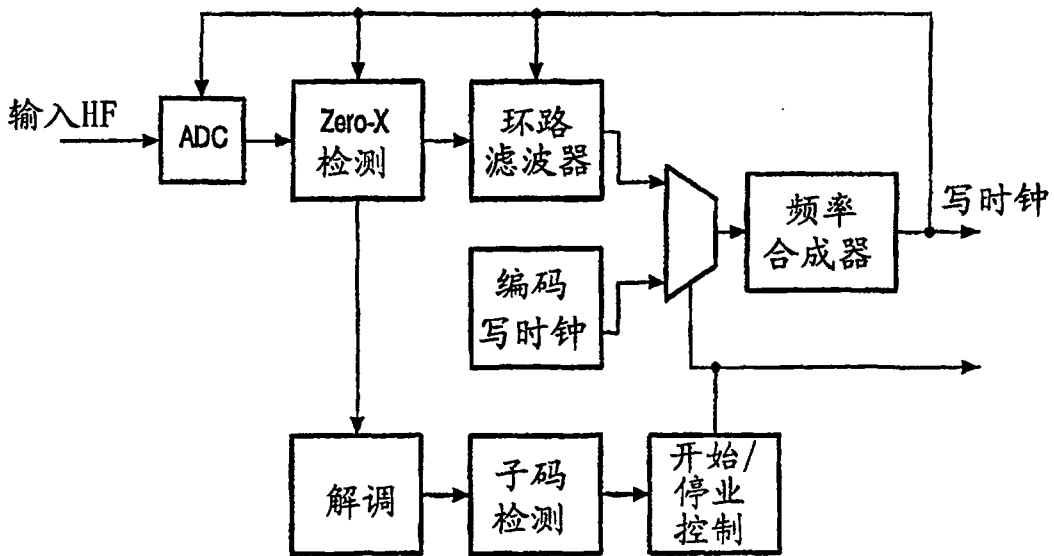 输入HF
ADC
Zero-X
检测
环路
滤波器
频率
合成器
写时钟
编码
写时钟
解调
子码
检测
开始/
停业
控制